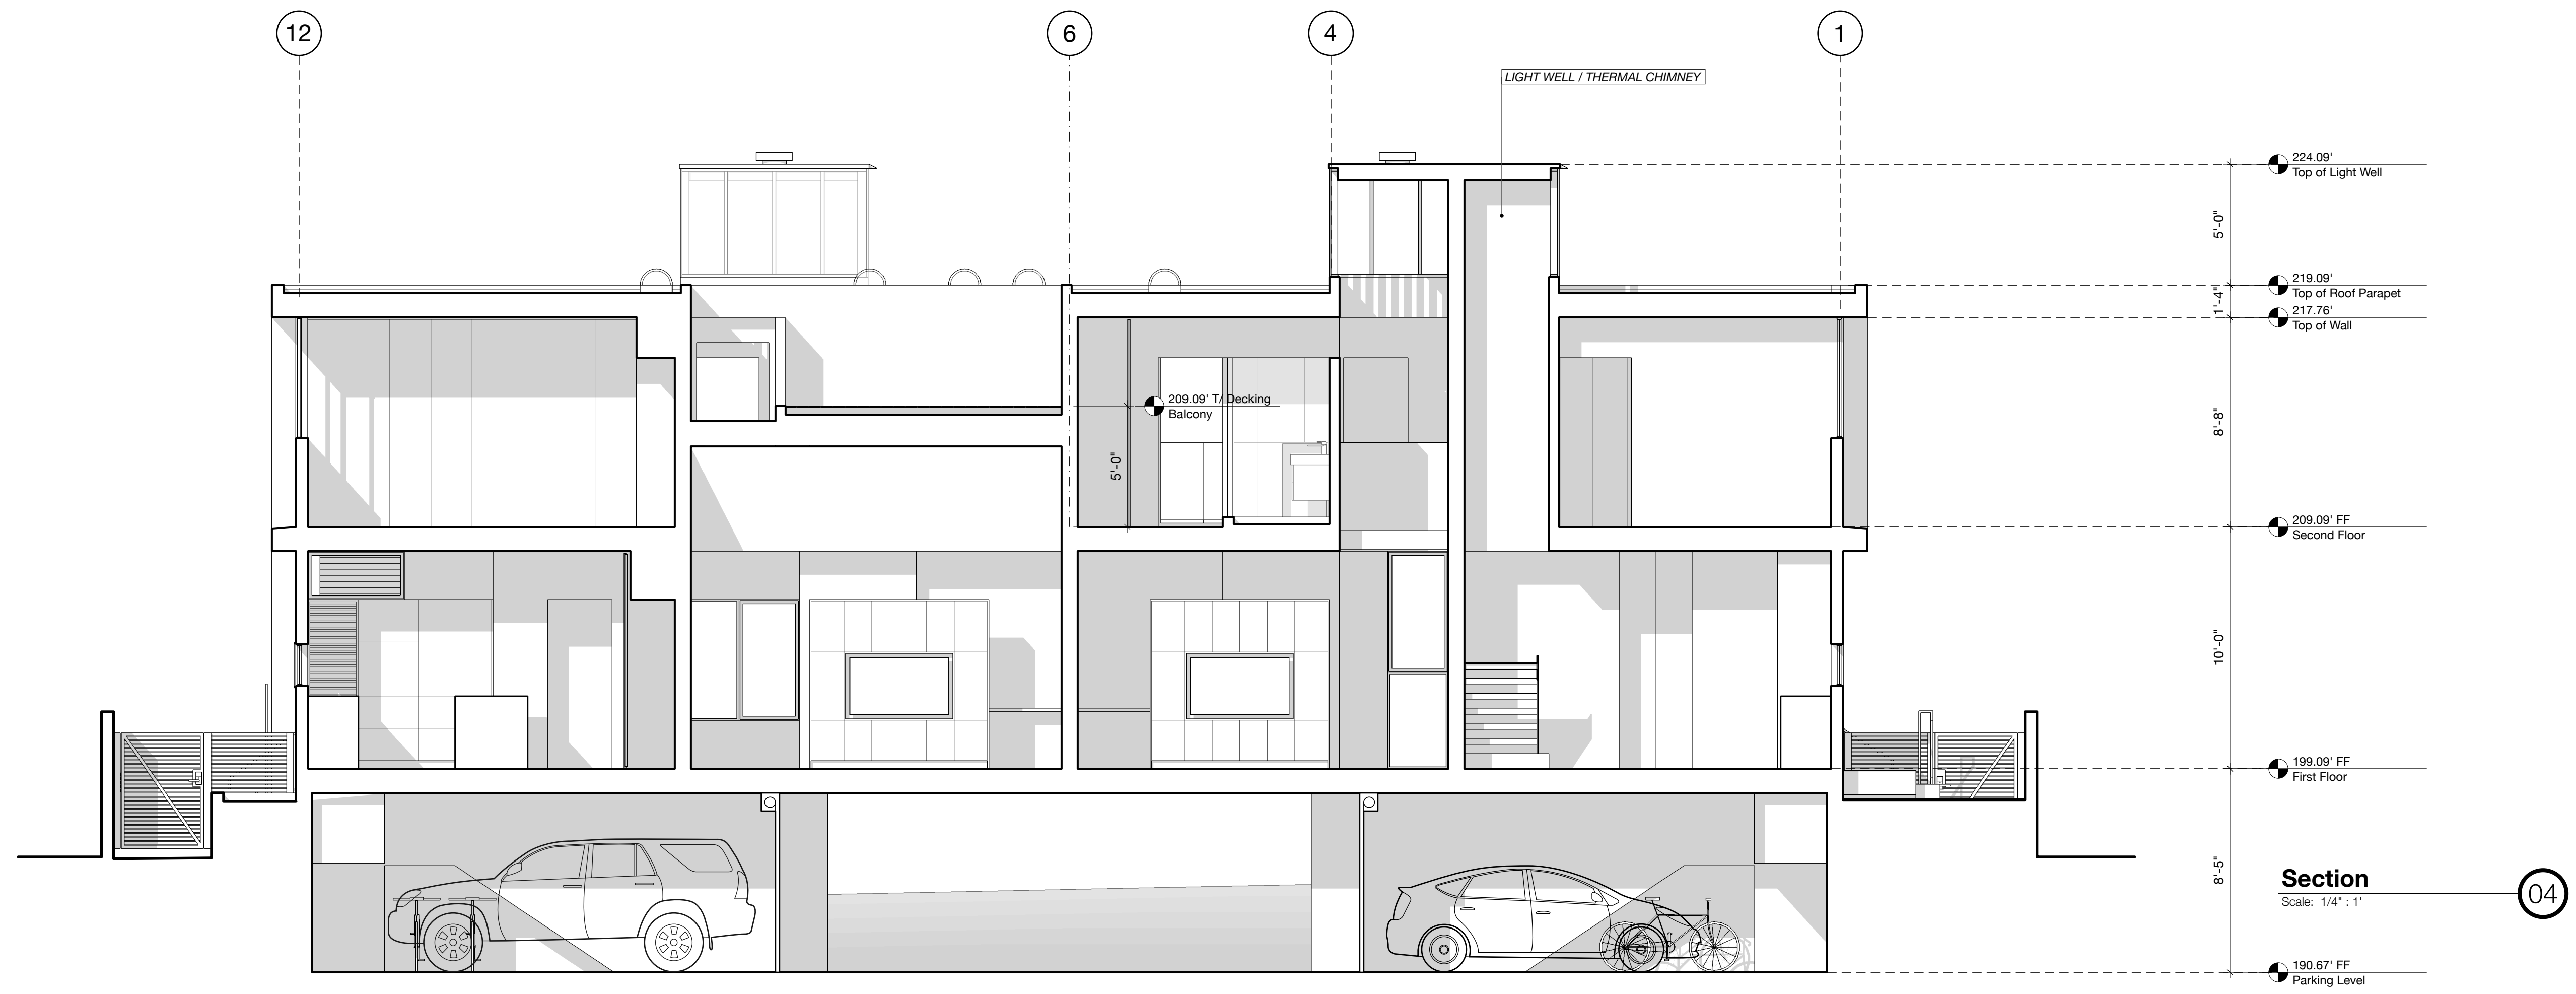 12
6
4
1
LIGHT WELL / THERMAL CHIMNEY
224.09'
Top of Light Well
5'-0"
219.09'
Top of Roof Parapet
1'-4"
217.76'
Top of Wall
8'-8"
209.09' T/ Decking
Balcony
5'-0"
209.09' FF
Second Floor
10'-0"
199.09' FF
First Floor
8'-5"
Section
Scale: 1/4" : 1'
04
190.67' FF
Parking Level